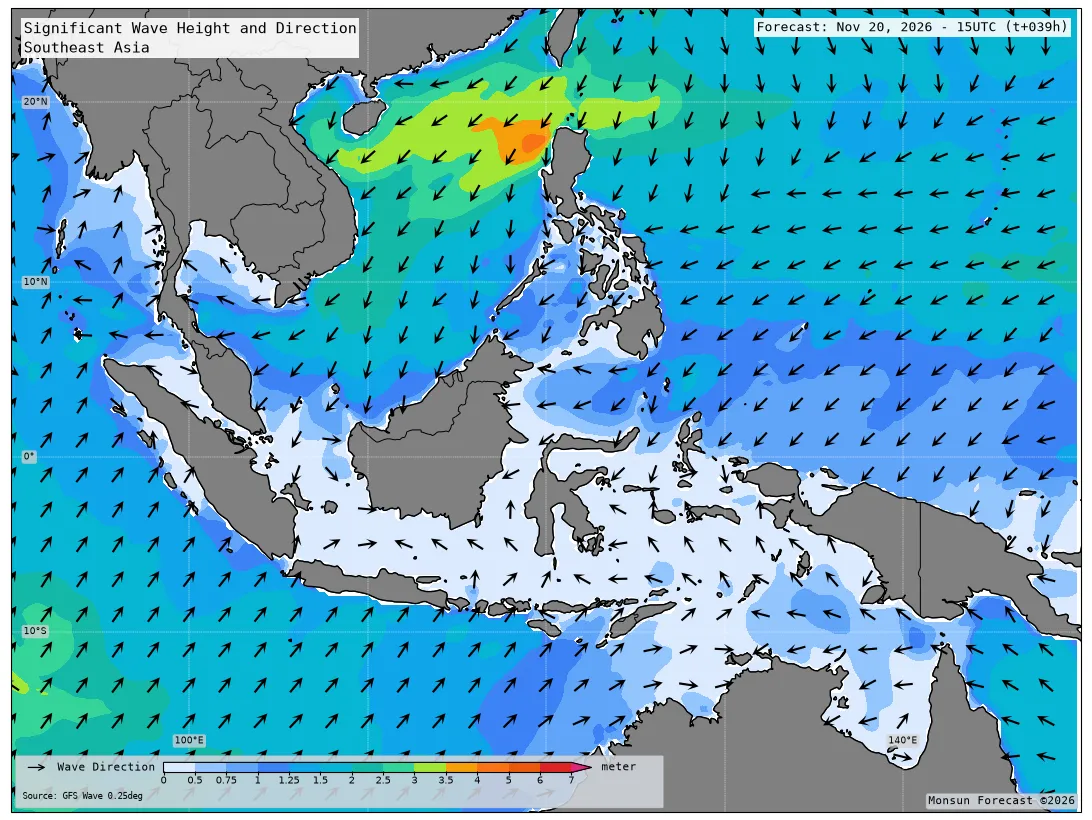 Significant Wave Height and Direction
Southeast Asia
Forecast: Nov 20, 2026 - 15UTC (t+039h)
20°N
10°N
0°
10°S
100°E
140°E
Wave Direction
meter
0 0.5 0.75 1 1.25 1.5 2 2.5 3 3.5 4 5 6 7
Source: GFS Wave 0.25deg
Monsun Forecast ©2026